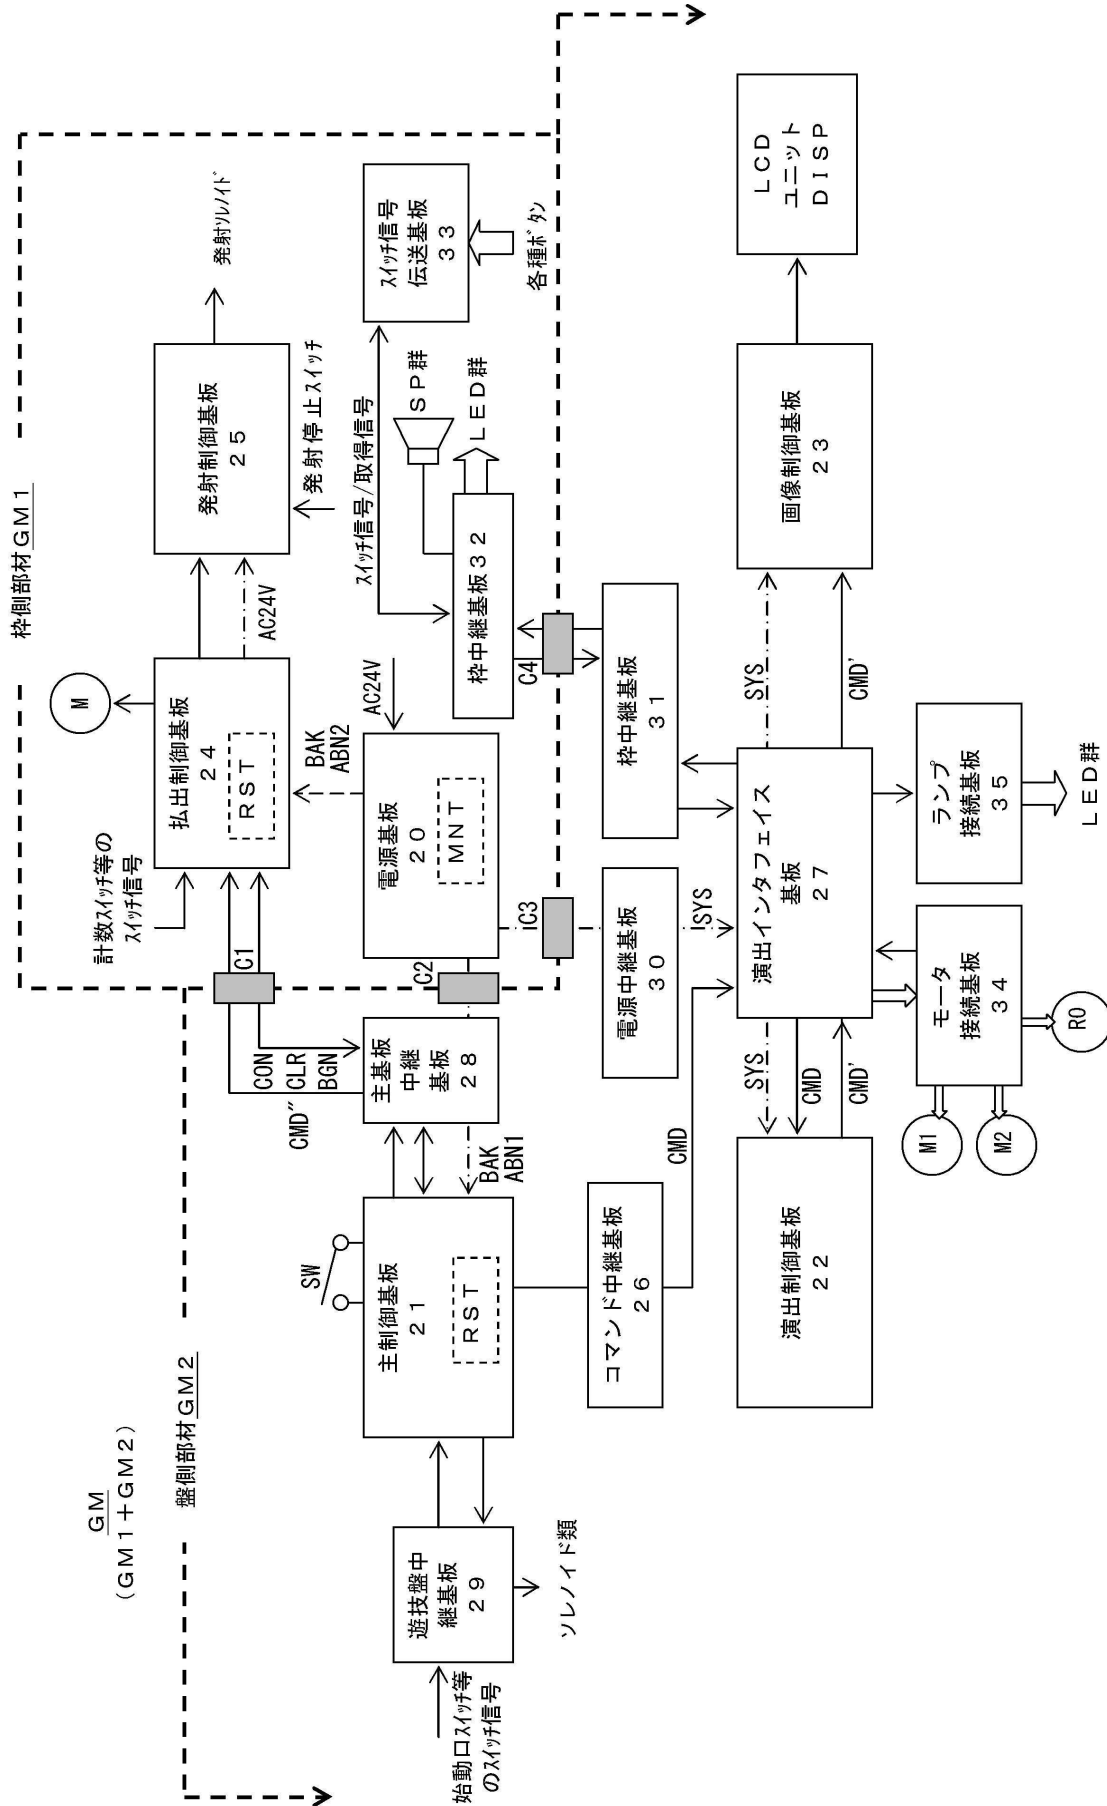 GM
(GM1+GM2)
枠側部材GM1
盤側部材GM2
計数スイッチ等の
スイッチ信号
払出制御基板
24
RST
M
発射制御基板
25
発射ソレノイド
AC24V
発射停止スイッチ
C1
CON
CLR
BGN
CMD"
BAK
ABN2
電源基板
20
MNT
AC24V
C2
C3
スイッチ信号
伝送基板
33
各種ボタン
スイッチ信号/取得信号
SP群
LED群
枠中継基板32
C4
SW
主制御基板
21
RST
主基板
中継
基板
28
BAK
ABN1
遊技盤中
継基板
29
始動口スイッチ等
のスイッチ信号
ソレノイド類
コマンド中継基板
26
CMD
電源中継基板
30
SYS
枠中継基板
31
演出制御基板
22
SYS
CMD
CMD'
演出インタフェイス
基板
27
SYS
CMD'
画像制御基板
23
LCD
ユニット
DISP
モータ
接続基板
34
M1
M2
RO
ランプ
接続基板
35
LED群